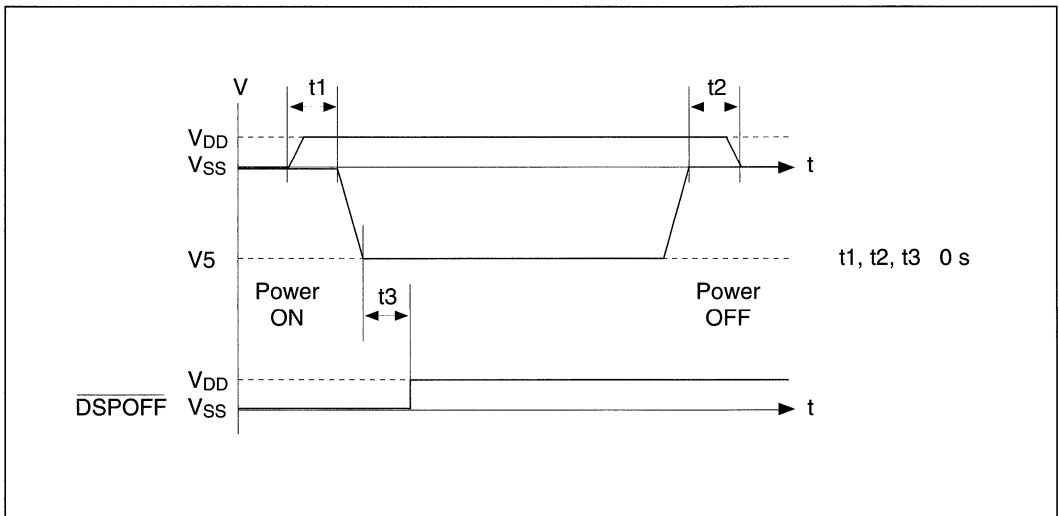 V
t1
t2
VDD
VSS
t
V5
t1, t2, t3 0 s
t3
Power
ON
Power
OFF
VDD
DSPOFF VSS
t